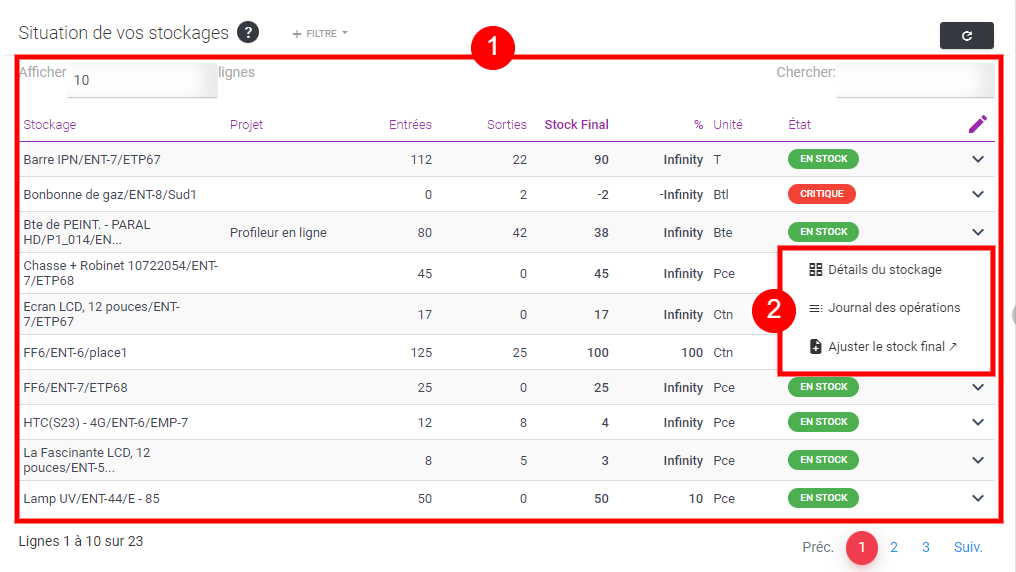 Situation de vos stockages ? + FILTRE
1
Afficher 10 lignes Chercher:
Stockage Projet Entrées Sorties Stock Final % Unité État
Barre IPN/ENT-7/ETP67 112 22 90 Infinity T EN STOCK
Bonbonne de gaz/ENT-8/Sud1 0 2 -2 -Infinity Btl CRITIQUE
Bte de PEINT. - PARAL
HD/P1_014/EN... Profileur en ligne 80 42 38 Infinity Bte EN STOCK
Chasse + Robinet 10722054/ENT-
7/ETP68 45 0 45 Infinity Pce
Détails du stockage
Ecran LCD, 12 pouces/ENT-
7/ETP67 17 0 17 Infinity Ctn
2
Journal des opérations
FF6/ENT-6/place1 125 25 100 100 Ctn
Ajuster le stock final ↗
FF6/ENT-7/ETP68 25 0 25 Infinity Pce EN STOCK
HTC(S23) - 4G/ENT-6/EMP-7 12 8 4 Infinity Pce EN STOCK
La Fascinante LCD, 12
pouces/ENT-5... 8 5 3 Infinity Pce EN STOCK
Lamp UV/ENT-44/E - 85 50 0 50 10 Pce EN STOCK
Lignes 1 à 10 sur 23 Préc. 1 2 3 Suiv.